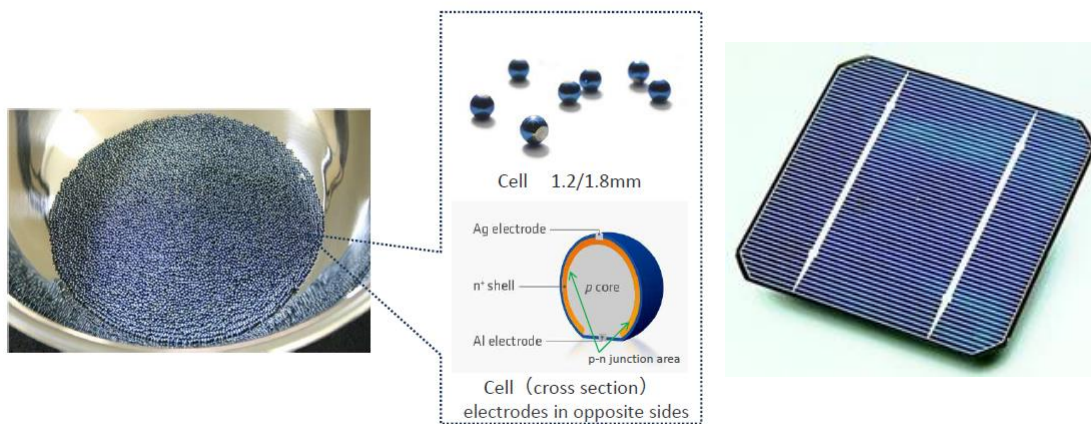 Cell 1.2/1.8mm
Ag electrode
n⁺ shell
p core
Al electrode
p-n junction area
Cell（cross section）
electrodes in opposite sides